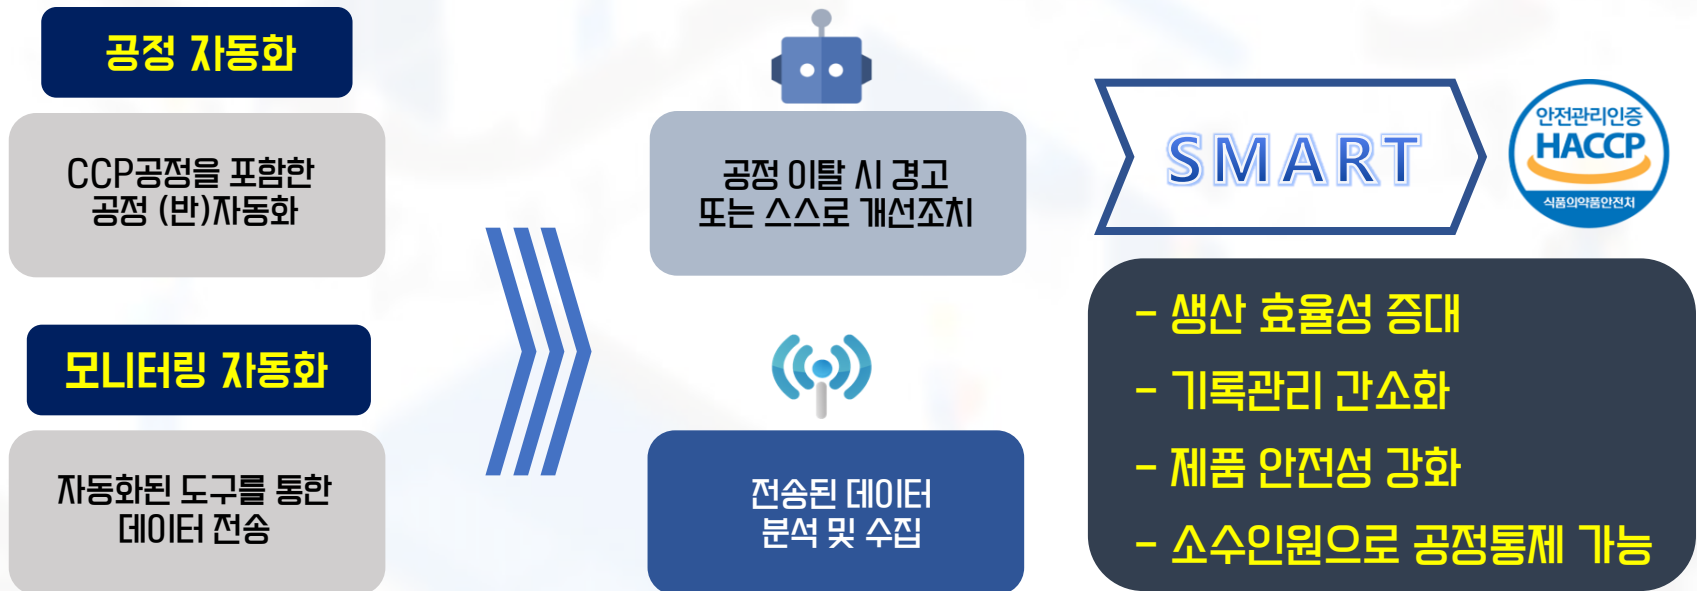 공정 자동화
CCP공정을 포함한
공정 (반)자동화
모니터링 자동화
자동화된 도구를 통한
데이터 전송
공정 이탈 시 경고
또는 스스로 개선조치
전송된 데이터
분석 및 수집
SMART
안전관리인증
HACCP
식품의약품안전처
- 생산 효율성 증대
- 기록관리 간소화
- 제품 안전성 강화
- 소수인원으로 공정통제 가능